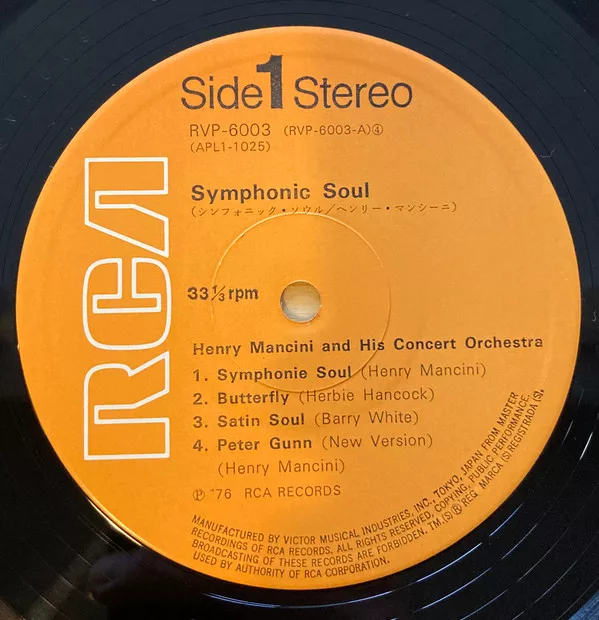 Side 1 Stereo
RVP-6003 (RVP-6003-A)④
(APL1-1025)
Symphonic Soul
(シンフォニック・ソウル/ヘンリー・マンシーニ)
RCA
33⅓rpm
Henry Mancini and His Concert Orchestra
1. Symphonie Soul (Henry Mancini)
2. Butterfly (Herbie Hancock)
3. Satin Soul (Barry White)
4. Peter Gunn (New Version)
(Henry Mancini)
Ⓟ '76 RCA RECORDS
MANUFACTURED BY VICTOR MUSICAL INDUSTRIES, INC., TOKYO, JAPAN FROM MASTER
RECORDINGS OF RCA RECORDS. ALL RIGHTS RESERVED, COPYING, PUBLIC PERFORMANCE,
BROADCASTING OF THESE RECORDS ARE FORBIDDEN. TM.(S) ® REG MARCA (S) REGISTRADA (S).
USED BY AUTHORITY OF RCA CORPORATION.